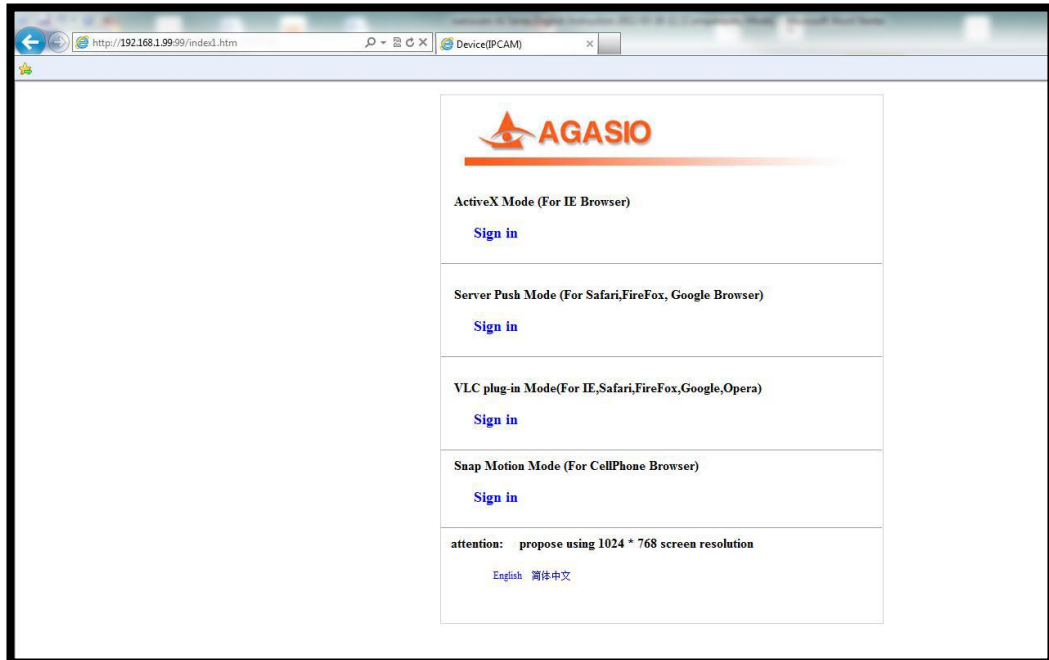 http://192.168.1.99:99/index1.htm
Device(IPCAM)
AGASIO
ActiveX Mode (For IE Browser)
Sign in
Server Push Mode (For Safari,FireFox, Google Browser)
Sign in
VLC plug-in Mode(For IE,Safari,FireFox,Google,Opera)
Sign in
Snap Motion Mode (For CellPhone Browser)
Sign in
attention: propose using 1024 * 768 screen resolution
English 简体中文